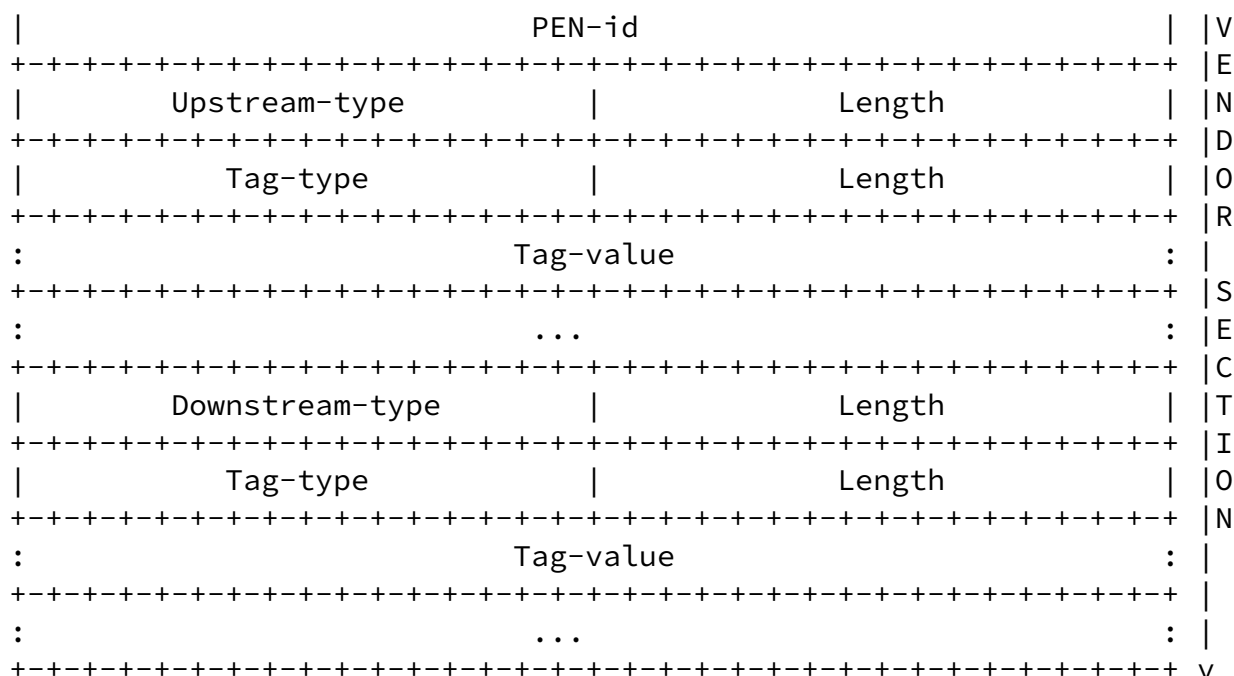 |                             PEN-id                            | |V
+-+-+-+-+-+-+-+-+-+-+-+-+-+-+-+-+-+-+-+-+-+-+-+-+-+-+-+-+-+-+-+-+ |E
|        Upstream-type          |             Length            | |N
+-+-+-+-+-+-+-+-+-+-+-+-+-+-+-+-+-+-+-+-+-+-+-+-+-+-+-+-+-+-+-+-+ |D
|           Tag-type            |             Length            | |O
+-+-+-+-+-+-+-+-+-+-+-+-+-+-+-+-+-+-+-+-+-+-+-+-+-+-+-+-+-+-+-+-+ |R
:                            Tag-value                          : |
+-+-+-+-+-+-+-+-+-+-+-+-+-+-+-+-+-+-+-+-+-+-+-+-+-+-+-+-+-+-+-+-+ |S
:                             ...                               : |E
+-+-+-+-+-+-+-+-+-+-+-+-+-+-+-+-+-+-+-+-+-+-+-+-+-+-+-+-+-+-+-+-+ |C
|        Downstream-type        |             Length            | |T
+-+-+-+-+-+-+-+-+-+-+-+-+-+-+-+-+-+-+-+-+-+-+-+-+-+-+-+-+-+-+-+-+ |I
|           Tag-type            |             Length            | |O
+-+-+-+-+-+-+-+-+-+-+-+-+-+-+-+-+-+-+-+-+-+-+-+-+-+-+-+-+-+-+-+-+ |N
:                            Tag-value                          : |
+-+-+-+-+-+-+-+-+-+-+-+-+-+-+-+-+-+-+-+-+-+-+-+-+-+-+-+-+-+-+-+-+ |
:                             ...                               : |
+-+-+-+-+-+-+-+-+-+-+-+-+-+-+-+-+-+-+-+-+-+-+-+-+-+-+-+-+-+-+-+-+ v